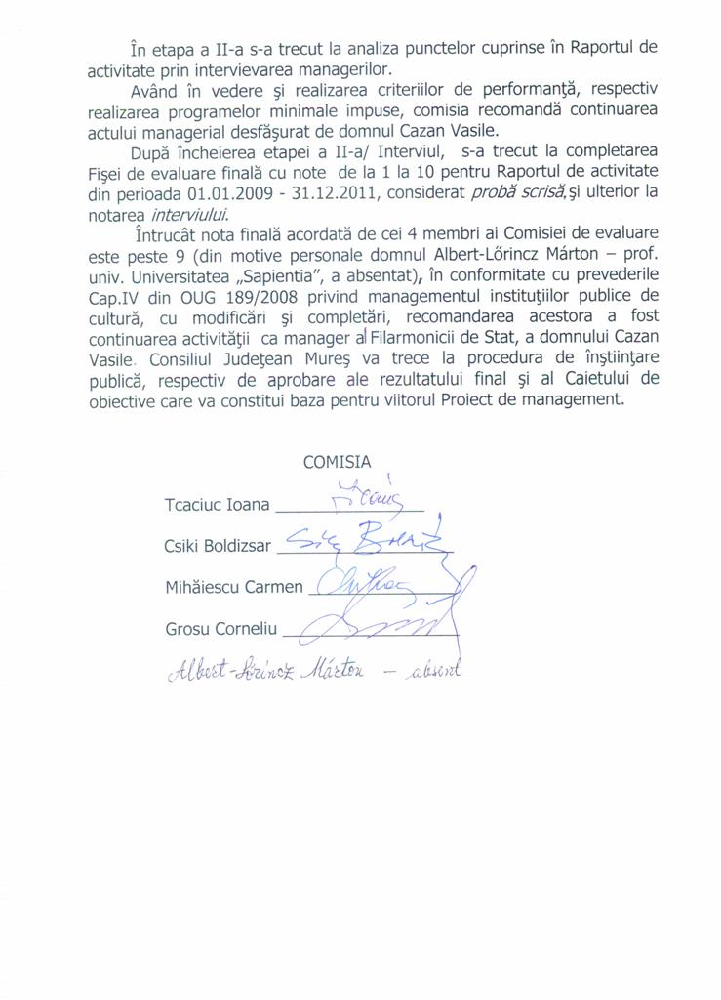 În etapa a II-a s-a trecut la analiza punctelor cuprinse în Raportul de
activitate prin intervievarea managerilor.
Având în vedere şi realizarea criteriilor de performanţă, respectiv
realizarea programelor minimale impuse, comisia recomandă continuarea
actului managerial desfăşurat de domnul Cazan Vasile.
După încheierea etapei a II-a/ Interviul, s-a trecut la completarea
Fişei de evaluare finală cu note de la 1 la 10 pentru Raportul de activitate
din perioada 01.01.2009 - 31.12.2011, considerat probă scrisă, şi ulterior la
notarea interviului.
Întrucât nota finală acordată de cei 4 membri ai Comisiei de evaluare
este peste 9 (din motive personale domnul Albert-Lőrincz Márton – prof.
univ. Universitatea „Sapientia”, a absentat), în conformitate cu prevederile
Cap.IV din OUG 189/2008 privind managementul instituţiilor publice de
cultură, cu modificări şi completări, recomandarea acestora a fost
continuarea activităţii ca manager al Filarmonicii de Stat, a domnului Cazan
Vasile. Consiliul Judeţean Mureş va trece la procedura de înştiinţare
publică, respectiv de aprobare ale rezultatului final şi al Caietului de
obiective care va constitui baza pentru viitorul Proiect de management.
COMISIA
Tcaciuc Ioana
Csiki Boldizsar
Mihăiescu Carmen
Grosu Corneliu
Albert-Lőrincz Márton – absent